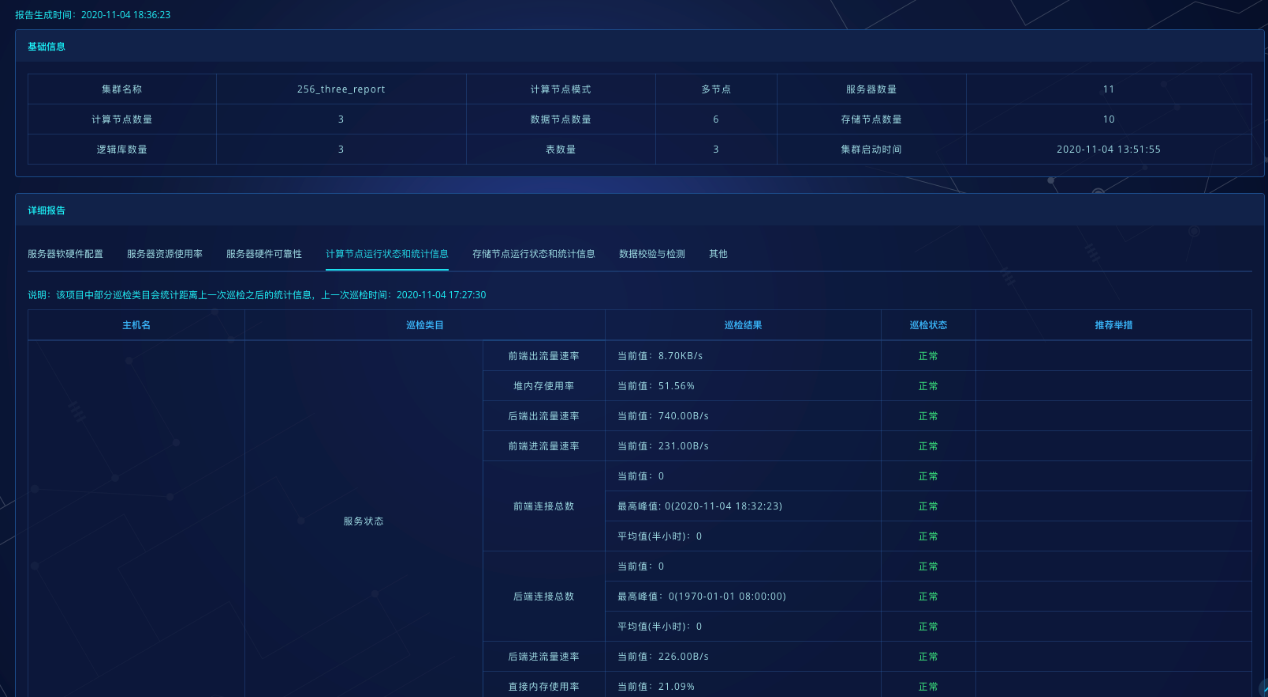 报告生成时间：2020-11-04 18:36:23
基础信息
集群名称 256_three_report 计算节点模式 多节点 服务器数量 11
计算节点数量 3 数据节点数量 6 存储节点数量 10
逻辑库数量 3 表数量 3 集群启动时间 2020-11-04 13:51:55
详细报告
服务器软硬件配置 服务器资源使用率 服务器硬件可靠性 计算节点运行状态和统计信息 存储节点运行状态和统计信息 数据校验与检测 其他
说明：该项目中部分巡检类目会统计距离上一次巡检之后的统计信息，上一次巡检时间：2020-11-04 17:27:30
主机名 巡检类目 巡检结果 巡检状态 推荐举措
前端出流量速率 当前值：8.70KB/s 正常
堆内存使用率 当前值：51.56% 正常
后端出流量速率 当前值：740.00B/s 正常
前端进流量速率 当前值：231.00B/s 正常
当前值：0 正常
前端连接总数 最高峰值: 0(2020-11-04 18:32:23) 正常
服务状态
平均值(半小时)：0 正常
当前值：0 正常
后端连接总数 最高峰值：0(1970-01-01 08:00:00) 正常
平均值(半小时)：0 正常
后端进流量速率 当前值：226.00B/s 正常
直接内存使用率 当前值：21.09% 正常